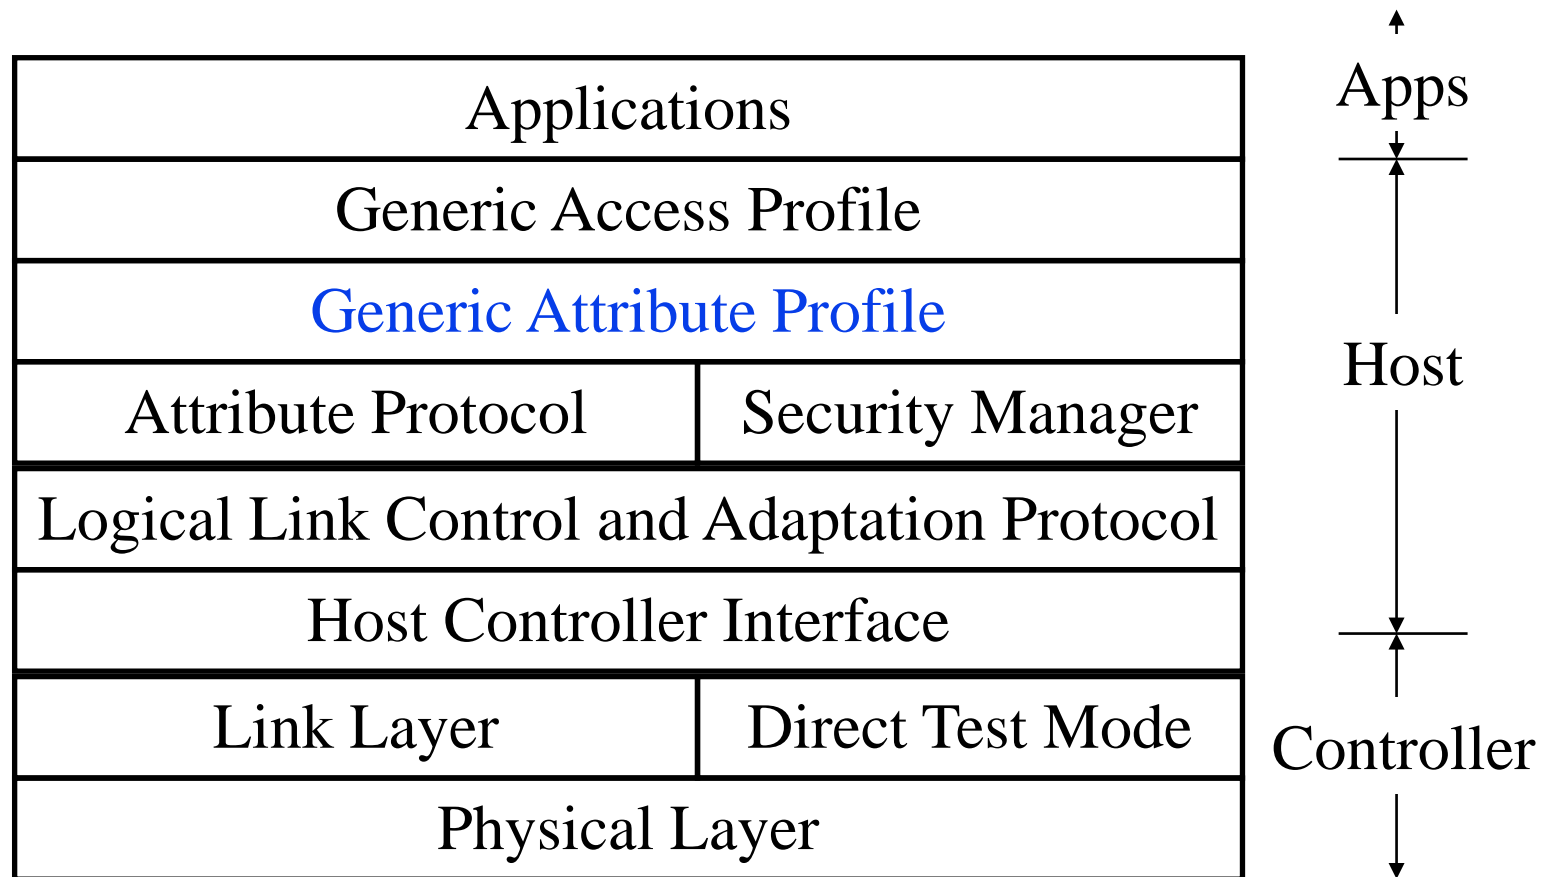 Applications
Generic Access Profile
Generic Attribute Profile
Attribute Protocol
Security Manager
Logical Link Control and Adaptation Protocol
Host Controller Interface
Link Layer
Direct Test Mode
Physical Layer
Apps
Host
Controller